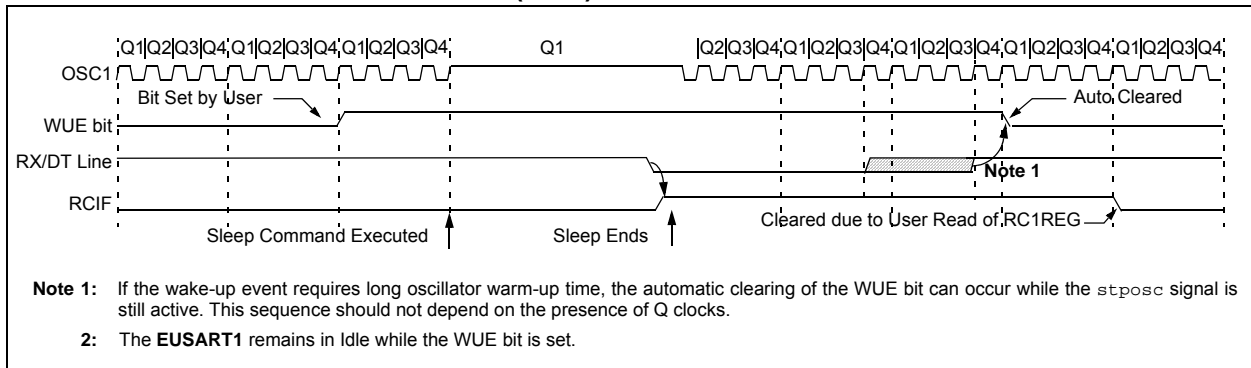 Q1 Q2 Q3 Q4 Q1 Q2 Q3 Q4 Q1 Q2 Q3 Q4 Q1 Q2 Q3 Q4 Q1 Q2 Q3 Q4 Q1 Q2 Q3 Q4 Q1 Q2 Q3 Q4 Q1 Q2 Q3 Q4
OSC1
Bit Set by User
Auto Cleared
WUE bit
RX/DT Line
Note 1
RCIF
Cleared due to User Read of RC1REG
Sleep Command Executed
Sleep Ends
Note 1: If the wake-up event requires long oscillator warm-up time, the automatic clearing of the WUE bit can occur while the stposc signal is
still active. This sequence should not depend on the presence of Q clocks.
2: The EUSART1 remains in Idle while the WUE bit is set.